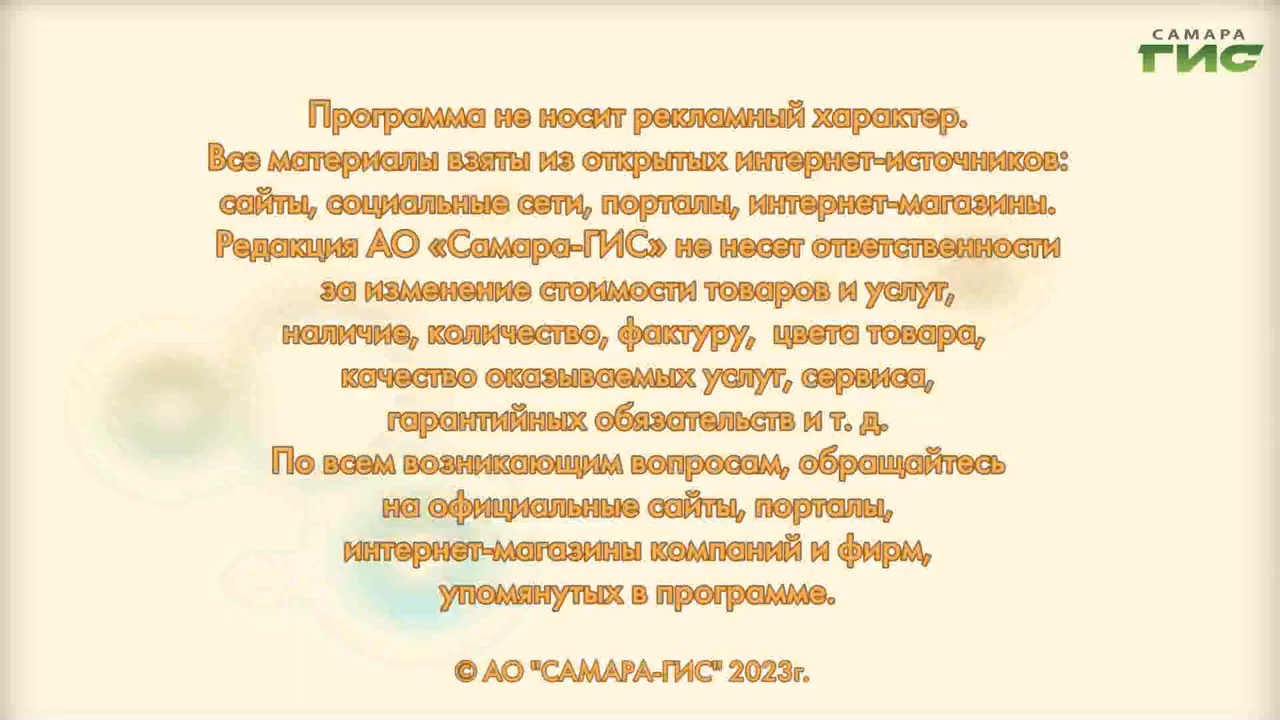 САМАРА
ГИС
Программа не носит рекламный характер.
Все материалы взяты из открытых интернет-источников:
сайты, социальные сети, порталы, интернет-магазины.
Редакция АО «Самара-ГИС» не несет ответственности
за изменение стоимости товаров и услуг,
наличие, количество, фактуру, цвета товара,
качество оказываемых услуг, сервиса,
гарантийных обязательств и т. д.
По всем возникающим вопросам, обращайтесь
на официальные сайты, порталы,
интернет-магазины компаний и фирм,
упомянутых в программе.
© АО "САМАРА-ГИС" 2023г.